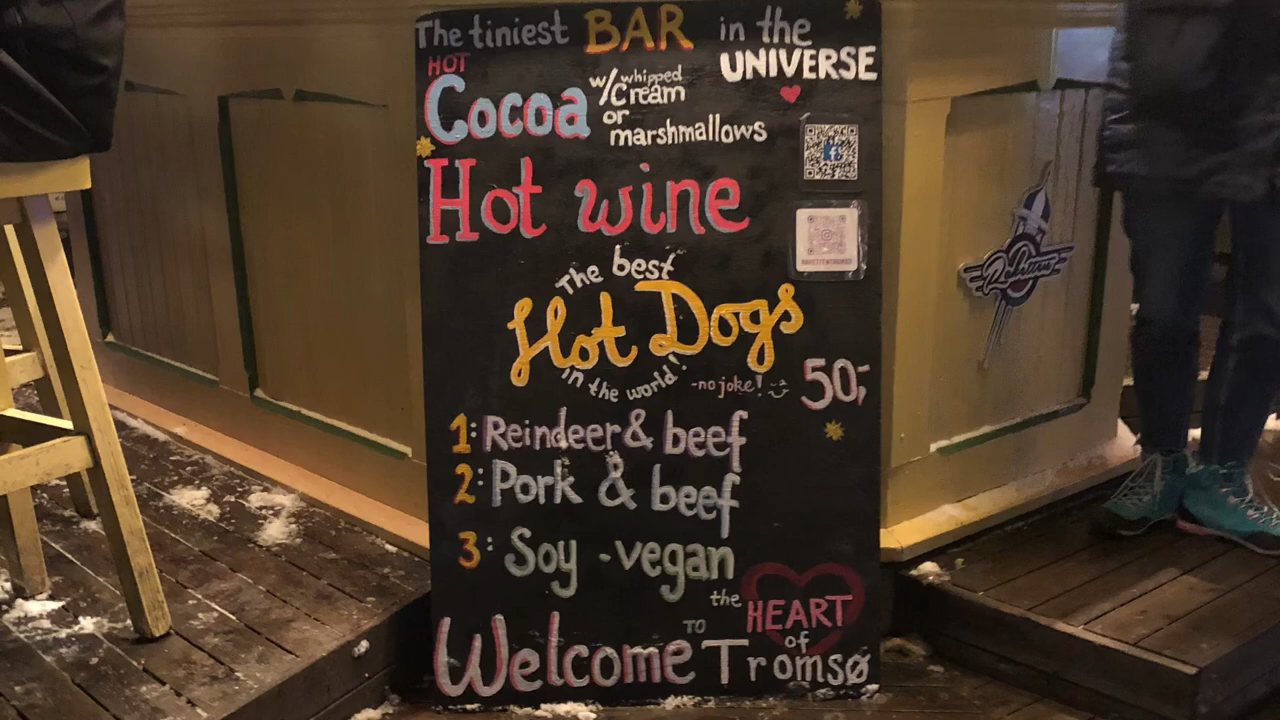 The tiniest BAR in the
UNIVERSE
HOT
Cocoa w/ whipped
cream
or
marshmallows
Hot wine
The best
Hot Dogs
in the world!
-no joke!
50,-
1: Reindeer & beef
2: Pork & beef
3: Soy -vegan
the HEART
of
Welcome TO Tromsø
Raketten